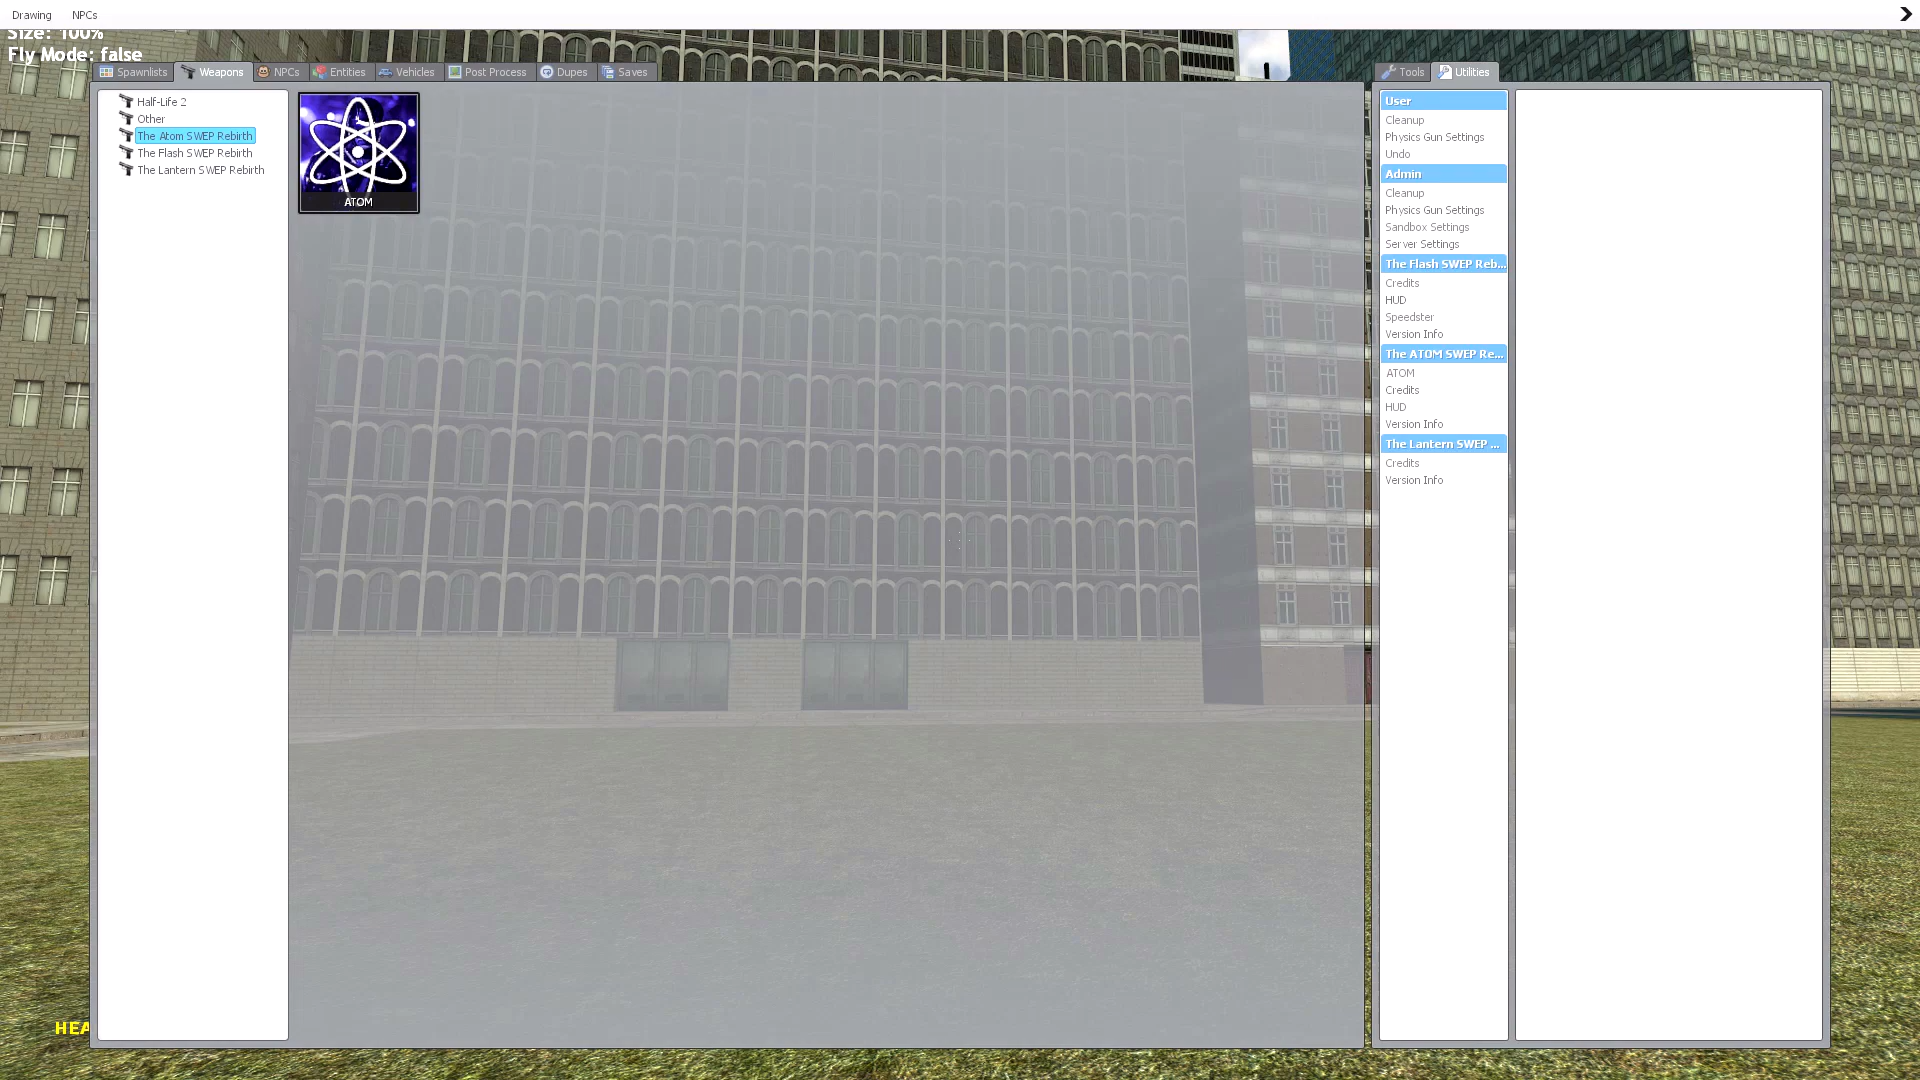 Drawing NPCs
Size: 100%
Fly Mode: false
Spawnlists Weapons NPCs Entities Vehicles Post Process Dupes Saves
Tools Utilities
Half-Life 2
Other
The Atom SWEP Rebirth
The Flash SWEP Rebirth
The Lantern SWEP Rebirth
ATOM
User
Cleanup
Physics Gun Settings
Undo
Admin
Cleanup
Physics Gun Settings
Sandbox Settings
Server Settings
The Flash SWEP Reb...
Credits
HUD
Speedster
Version Info
The ATOM SWEP Re...
ATOM
Credits
HUD
Version Info
The Lantern SWEP ...
Credits
Version Info
HEA